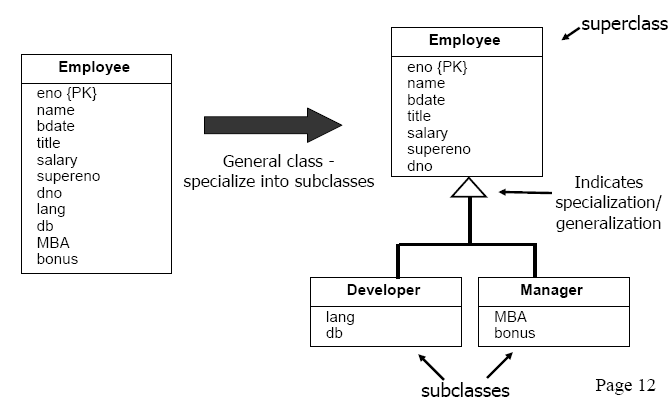 Employee
eno {PK}
name
bdate
title
salary
supereno
dno
lang
db
MBA
bonus
General class -
specialize into subclasses
superclass
Employee
eno {PK}
name
bdate
title
salary
supereno
dno
Indicates
specialization/
generalization
Developer
lang
db
Manager
MBA
bonus
subclasses
Page 12